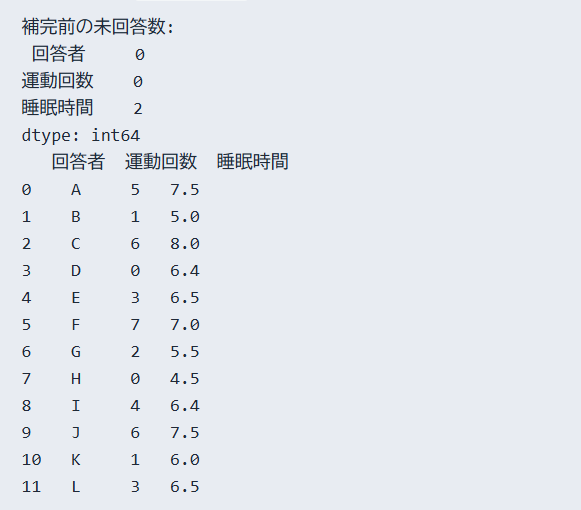 補完前の未回答数:
回答者 0
運動回数 0
睡眠時間 2
dtype: int64
回答者 運動回数 睡眠時間
0 A 5 7.5
1 B 1 5.0
2 C 6 8.0
3 D 0 6.4
4 E 3 6.5
5 F 7 7.0
6 G 2 5.5
7 H 0 4.5
8 I 4 6.4
9 J 6 7.5
10 K 1 6.0
11 L 3 6.5